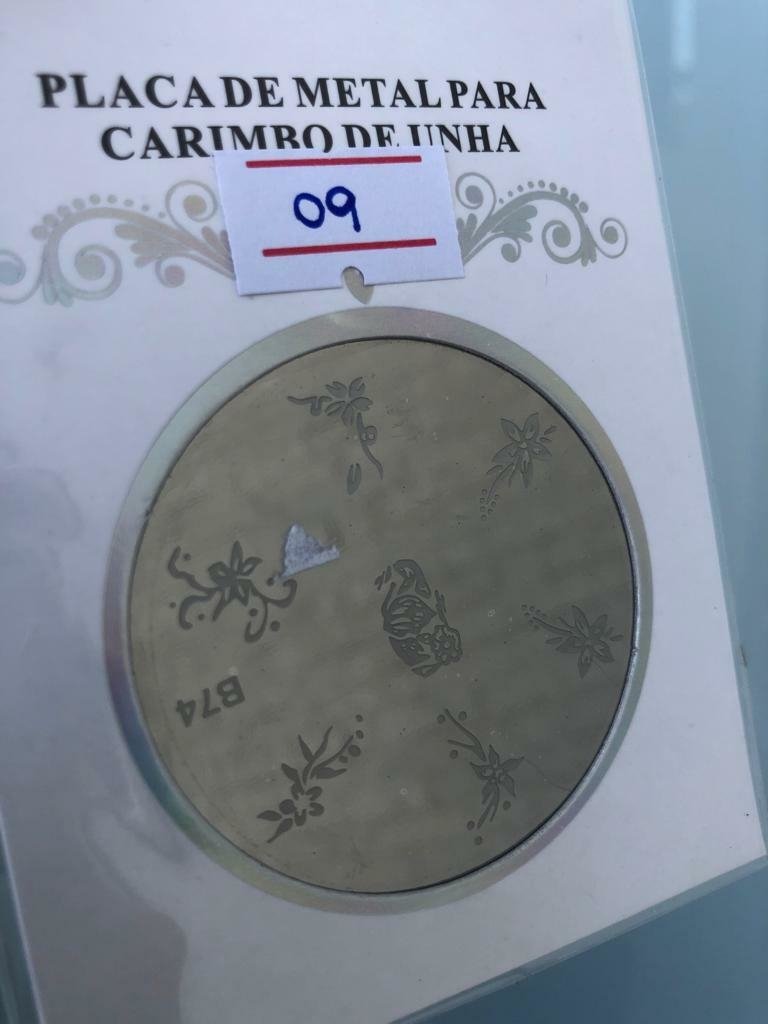 PLACA DE METAL PARA
CARIMBO DE UNHA
09
B74